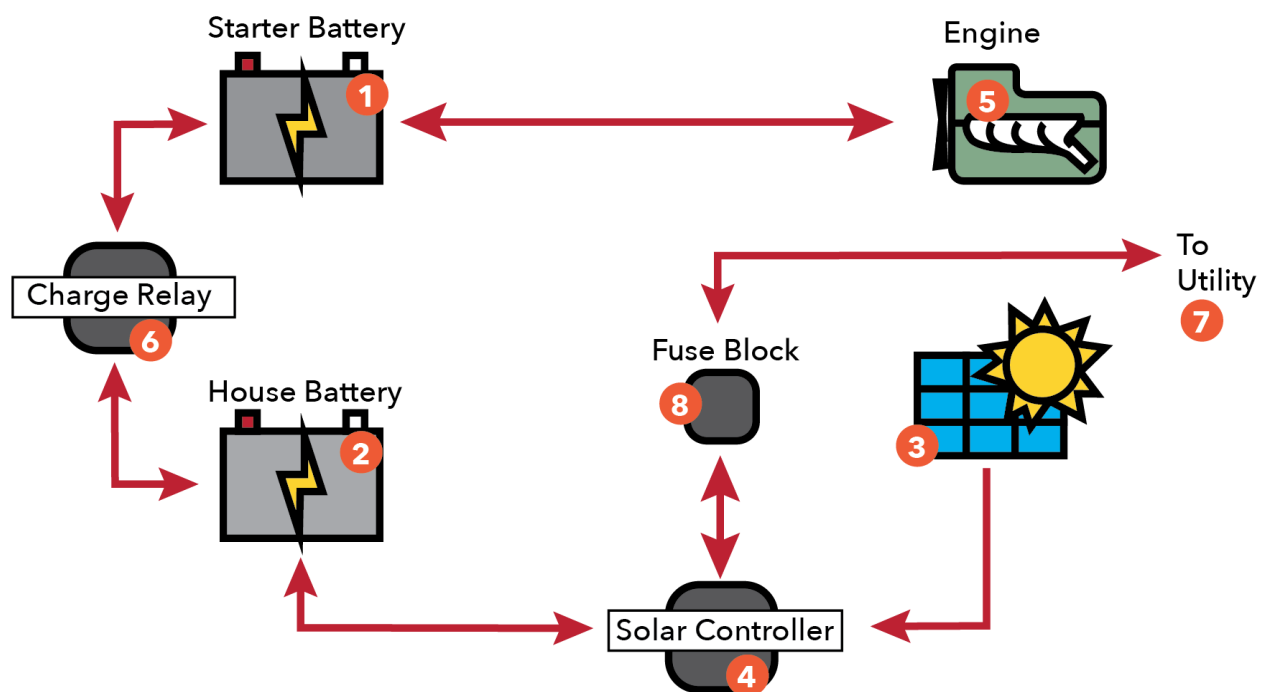 Starter Battery
1
Engine
5
To
Utility
7
Charge Relay
6
Fuse Block
8
3
House Battery
2
Solar Controller
4